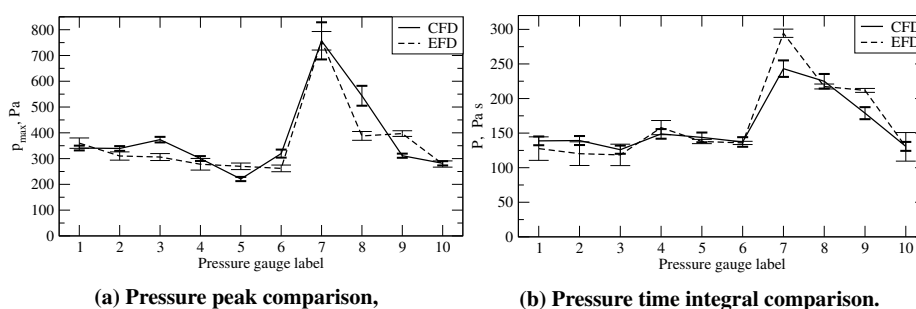 CFD
EFD
800
700
600
500
400
300
200
100
0
p_max, Pa
1 2 3 4 5 6 7 8 9 10
Pressure gauge label
(a) Pressure peak comparison,
CFD
EFD
300
250
200
150
100
50
0
P, Pa s
1 2 3 4 5 6 7 8 9 10
Pressure gauge label
(b) Pressure time integral comparison.